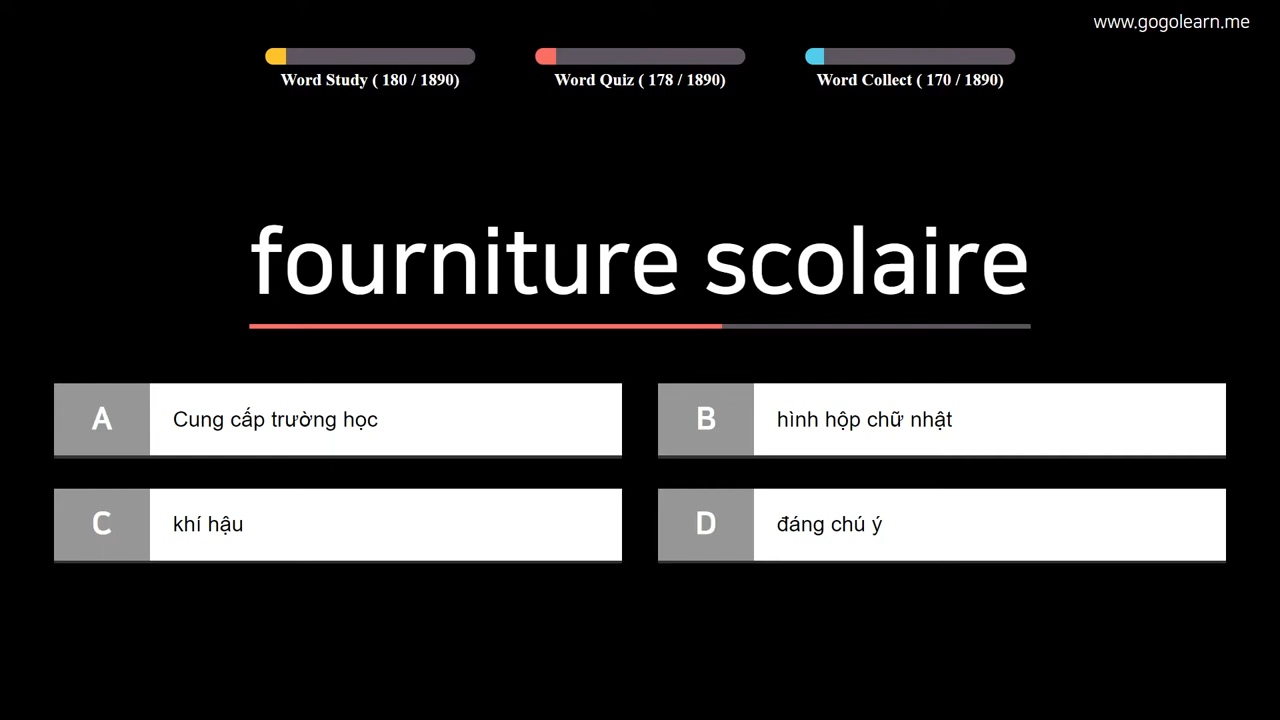 www.gogolearn.me
Word Study ( 180 / 1890)
Word Quiz ( 178 / 1890)
Word Collect ( 170 / 1890)
fourniture scolaire
A Cung cấp trường học
B hình hộp chữ nhật
C khí hậu
D đáng chú ý